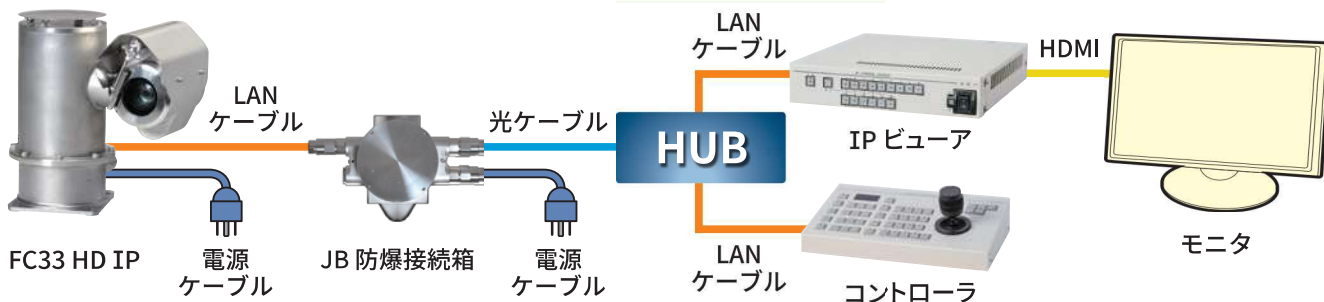 LAN
ケーブル
HDMI
LAN
ケーブル
光ケーブル
HUB
IP ビューア
FC33 HD IP
電源
ケーブル
JB 防爆接続箱
電源
ケーブル
LAN
ケーブル
コントローラ
モニタ